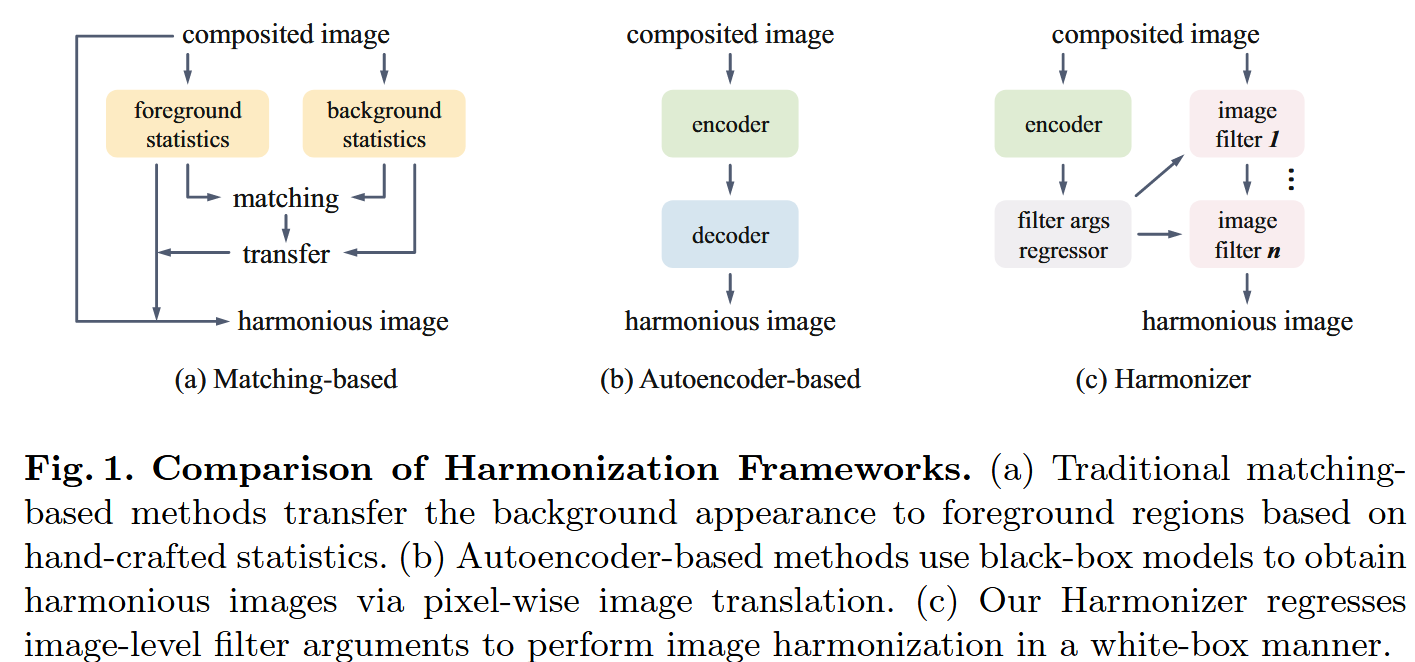 composited image
foreground
statistics
background
statistics
matching
transfer
harmonious image
(a) Matching-based
composited image
encoder
decoder
harmonious image
(b) Autoencoder-based
composited image
encoder
image
filter 1
⋮
filter args
regressor
image
filter n
harmonious image
(c) Harmonizer
Fig. 1. Comparison of Harmonization Frameworks. (a) Traditional matching-
based methods transfer the background appearance to foreground regions based on
hand-crafted statistics. (b) Autoencoder-based methods use black-box models to obtain
harmonious images via pixel-wise image translation. (c) Our Harmonizer regresses
image-level filter arguments to perform image harmonization in a white-box manner.